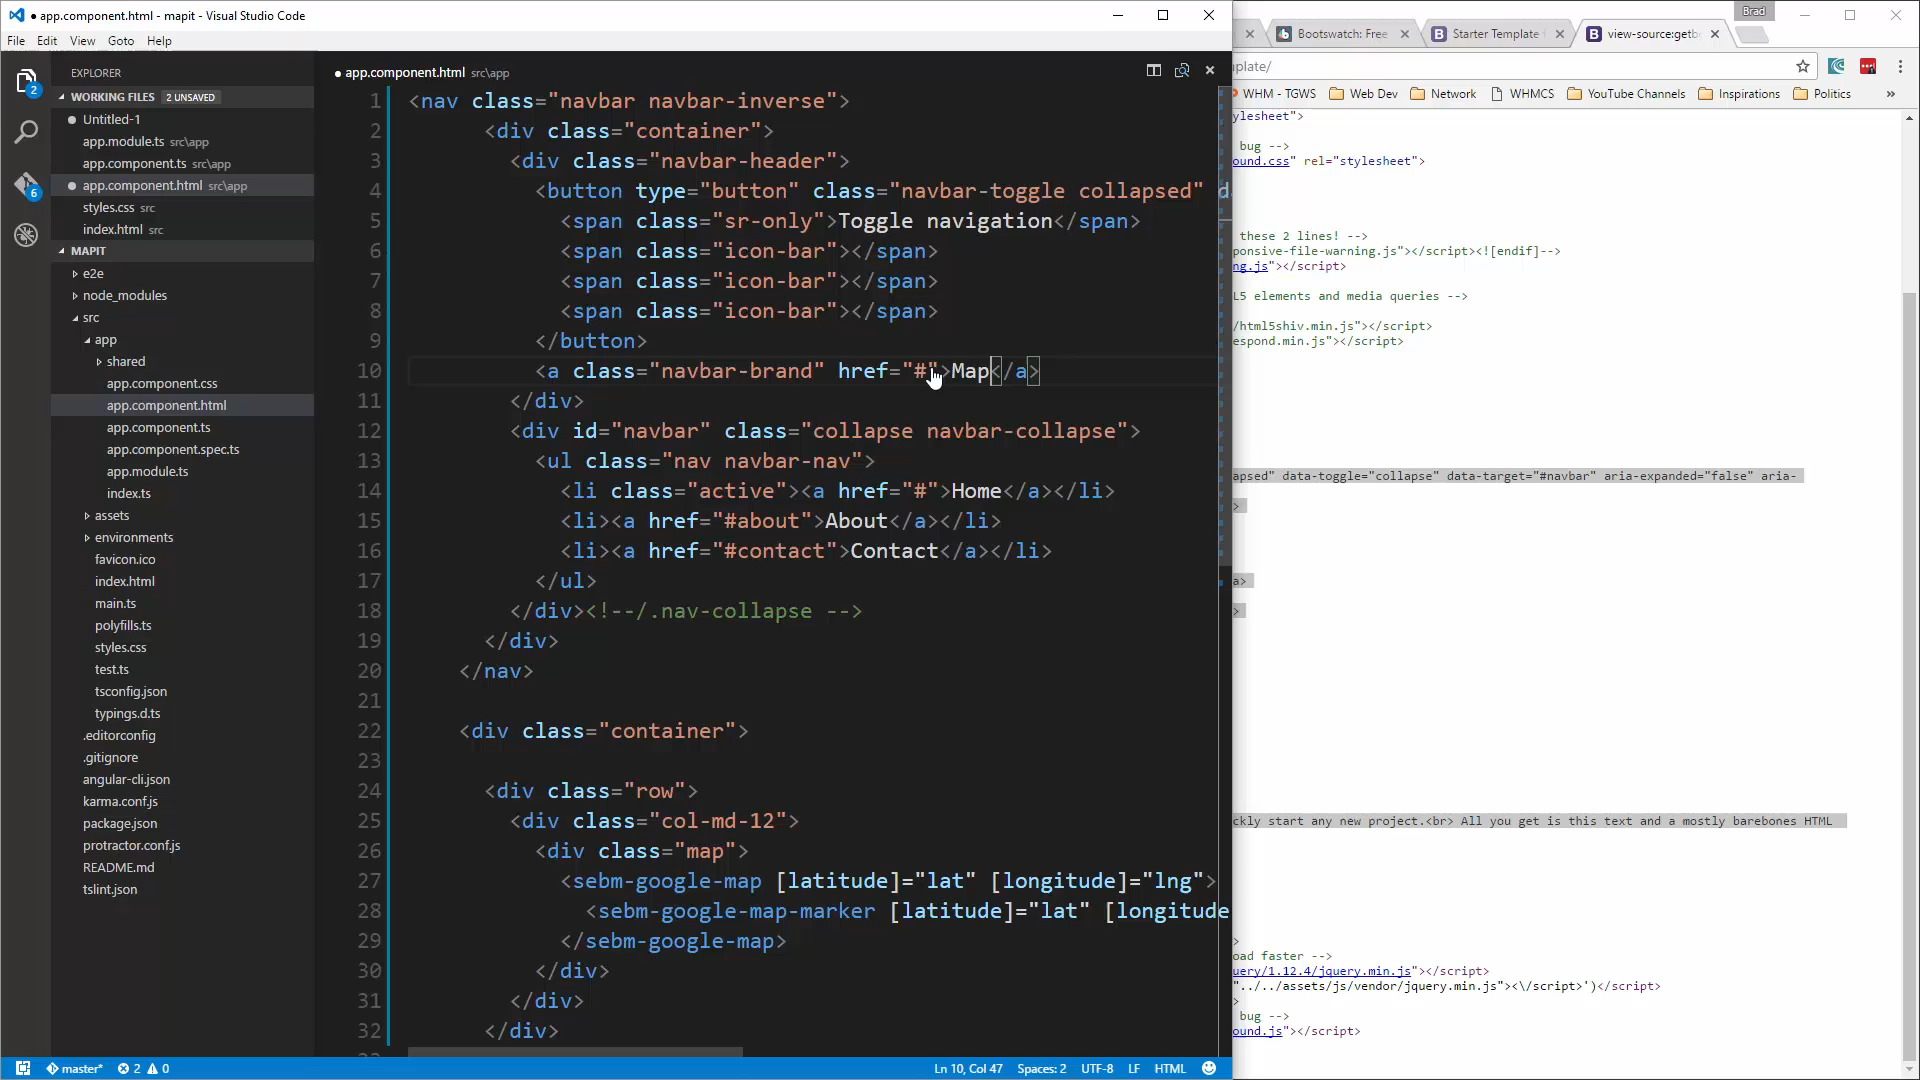 ● app.component.html - mapit - Visual Studio Code
File Edit View Goto Help
EXPLORER
WORKING FILES 2 UNSAVED
Untitled-1
app.module.ts src\app
app.component.ts src\app
app.component.html src\app
styles.css src
index.html src
MAPIT
e2e
node_modules
src
app
shared
app.component.css
app.component.html
app.component.ts
app.component.spec.ts
app.module.ts
index.ts
assets
environments
favicon.ico
index.html
main.ts
polyfills.ts
styles.css
test.ts
tsconfig.json
typings.d.ts
.editorconfig
.gitignore
angular-cli.json
karma.conf.js
package.json
protractor.conf.js
README.md
tslint.json
2
6
● app.component.html src\app
1 <nav class="navbar navbar-inverse">
2 <div class="container">
3 <div class="navbar-header">
4 <button type="button" class="navbar-toggle collapsed" d
5 <span class="sr-only">Toggle navigation</span>
6 <span class="icon-bar"></span>
7 <span class="icon-bar"></span>
8 <span class="icon-bar"></span>
9 </button>
10 <a class="navbar-brand" href="#">Map</a>
11 </div>
12 <div id="navbar" class="collapse navbar-collapse">
13 <ul class="nav navbar-nav">
14 <li class="active"><a href="#">Home</a></li>
15 <li><a href="#about">About</a></li>
16 <li><a href="#contact">Contact</a></li>
17 </ul>
18 </div><!--/.nav-collapse -->
19 </div>
20 </nav>
21
22 <div class="container">
23
24 <div class="row">
25 <div class="col-md-12">
26 <div class="map">
27 <sebm-google-map [latitude]="lat" [longitude]="lng">
28 <sebm-google-map-marker [latitude]="lat" [longitude
29 </sebm-google-map>
30 </div>
31 </div>
32 </div>
master* 2 0
Ln 10, Col 47 Spaces: 2 UTF-8 LF HTML
Brad
Bootswatch: Free
Starter Template
view-source:getb
plate/
WHM - TGWS Web Dev Network WHMCS YouTube Channels Inspirations Politics »
ylesheet">
bug -->
ound.css" rel="stylesheet">
these 2 lines! -->
ponsive-file-warning.js"></script><![endif]-->
ng.js"></script>
L5 elements and media queries -->
/html5shiv.min.js"></script>
espond.min.js"></script>
apsed" data-toggle="collapse" data-target="#navbar" aria-expanded="false" aria-
>
a>
>
ckly start any new project.<br> All you get is this text and a mostly barebones HTML
>
oad faster -->
uery/1.12.4/jquery.min.js"></script>
"../../assets/js/vendor/jquery.min.js"><\/script>')</script>
>
bug -->
ound.js"></script>